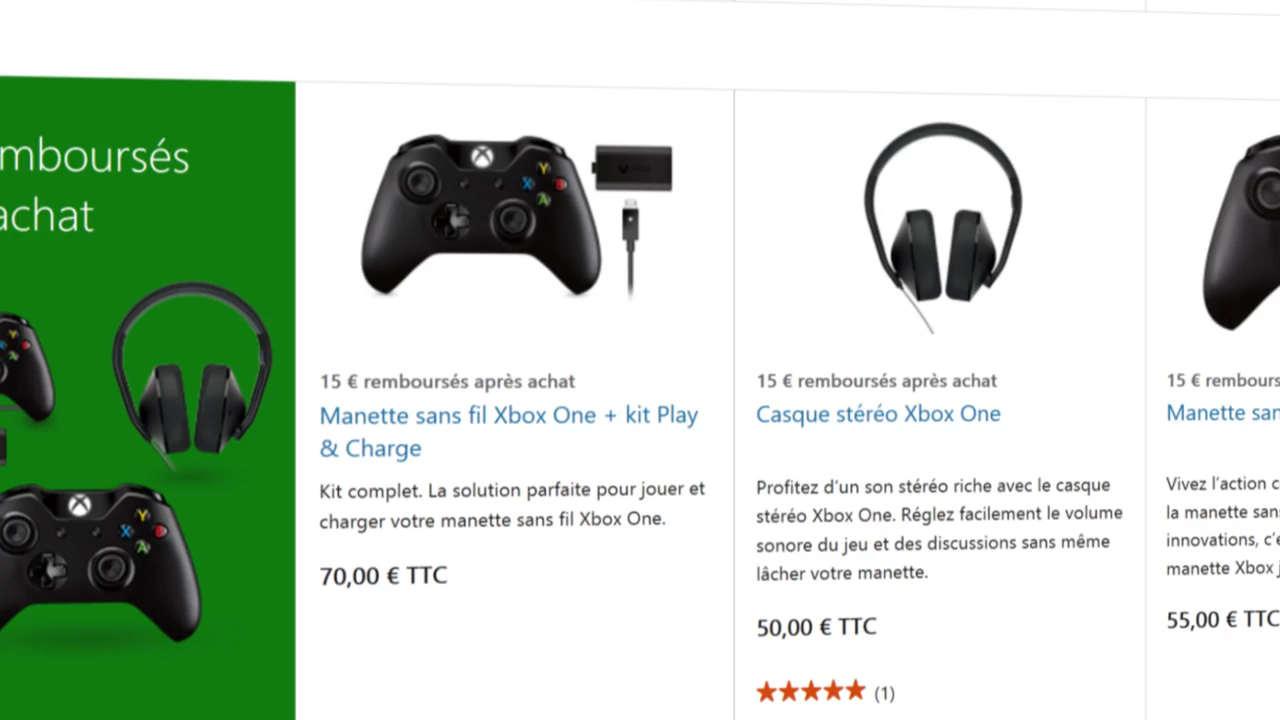 mboursés
achat
15 € remboursés après achat
Manette sans fil Xbox One + kit Play
& Charge
Kit complet. La solution parfaite pour jouer et
charger votre manette sans fil Xbox One.
70,00 € TTC
15 € remboursés après achat
Casque stéréo Xbox One
Profitez d'un son stéréo riche avec le casque
stéréo Xbox One. Réglez facilement le volume
sonore du jeu et des discussions sans même
lâcher votre manette.
50,00 € TTC
(1)
15 € rembours
Manette san
Vivez l'action c
la manette sans
innovations, c'e
manette Xbox j
55,00 € TTC